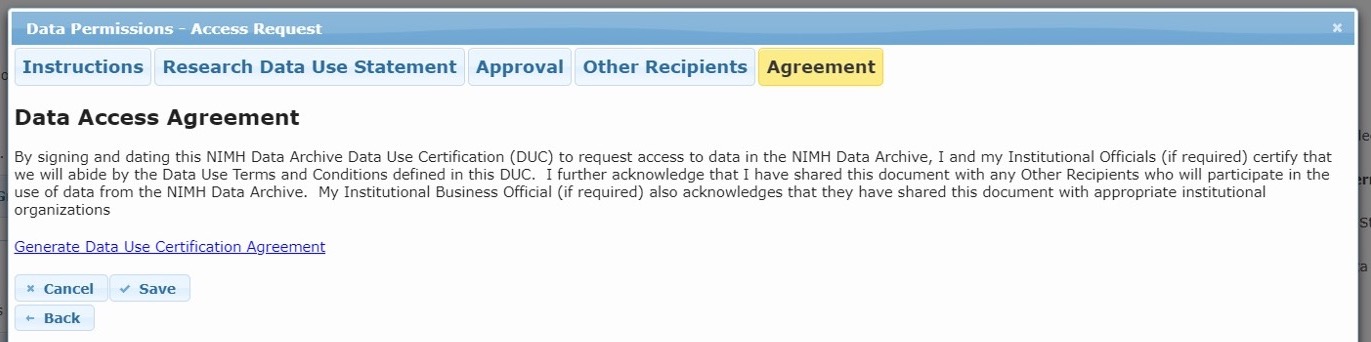 Data Permissions - Access Request
Instructions
Research Data Use Statement
Approval
Other Recipients
Agreement
Data Access Agreement
By signing and dating this NIMH Data Archive Data Use Certification (DUC) to request access to data in the NIMH Data Archive, I and my Institutional Officials (if required) certify that
we will abide by the Data Use Terms and Conditions defined in this DUC.  I further acknowledge that I have shared this document with any Other Recipients who will participate in the
use of data from the NIMH Data Archive.  My Institutional Business Official (if required) also acknowledges that they have shared this document with appropriate institutional
organizations
Generate Data Use Certification Agreement
Cancel
Save
Back